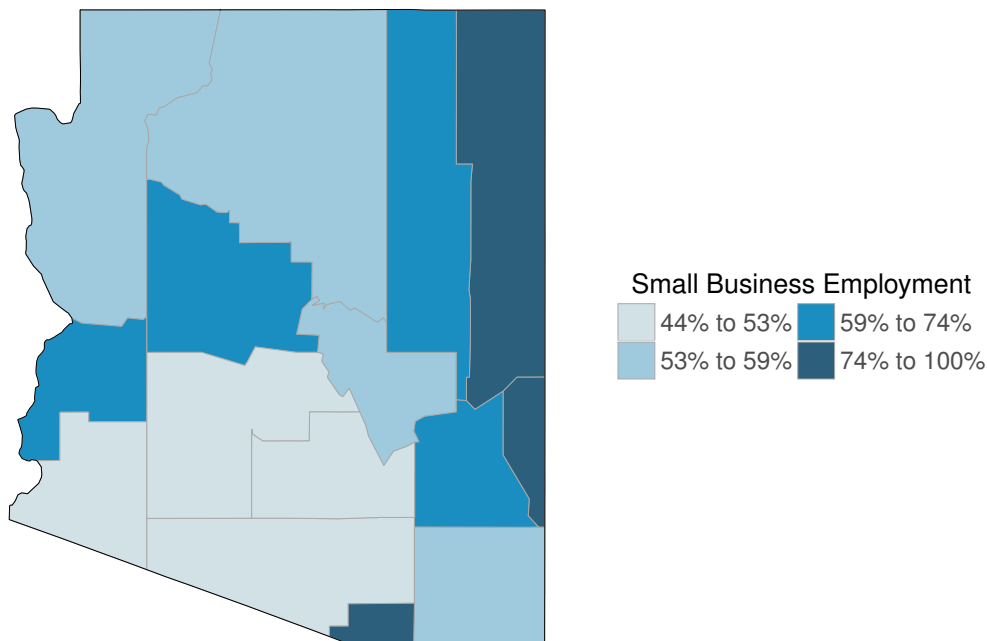 Small Business Employment
44% to 53% 59% to 74%
53% to 59% 74% to 100%